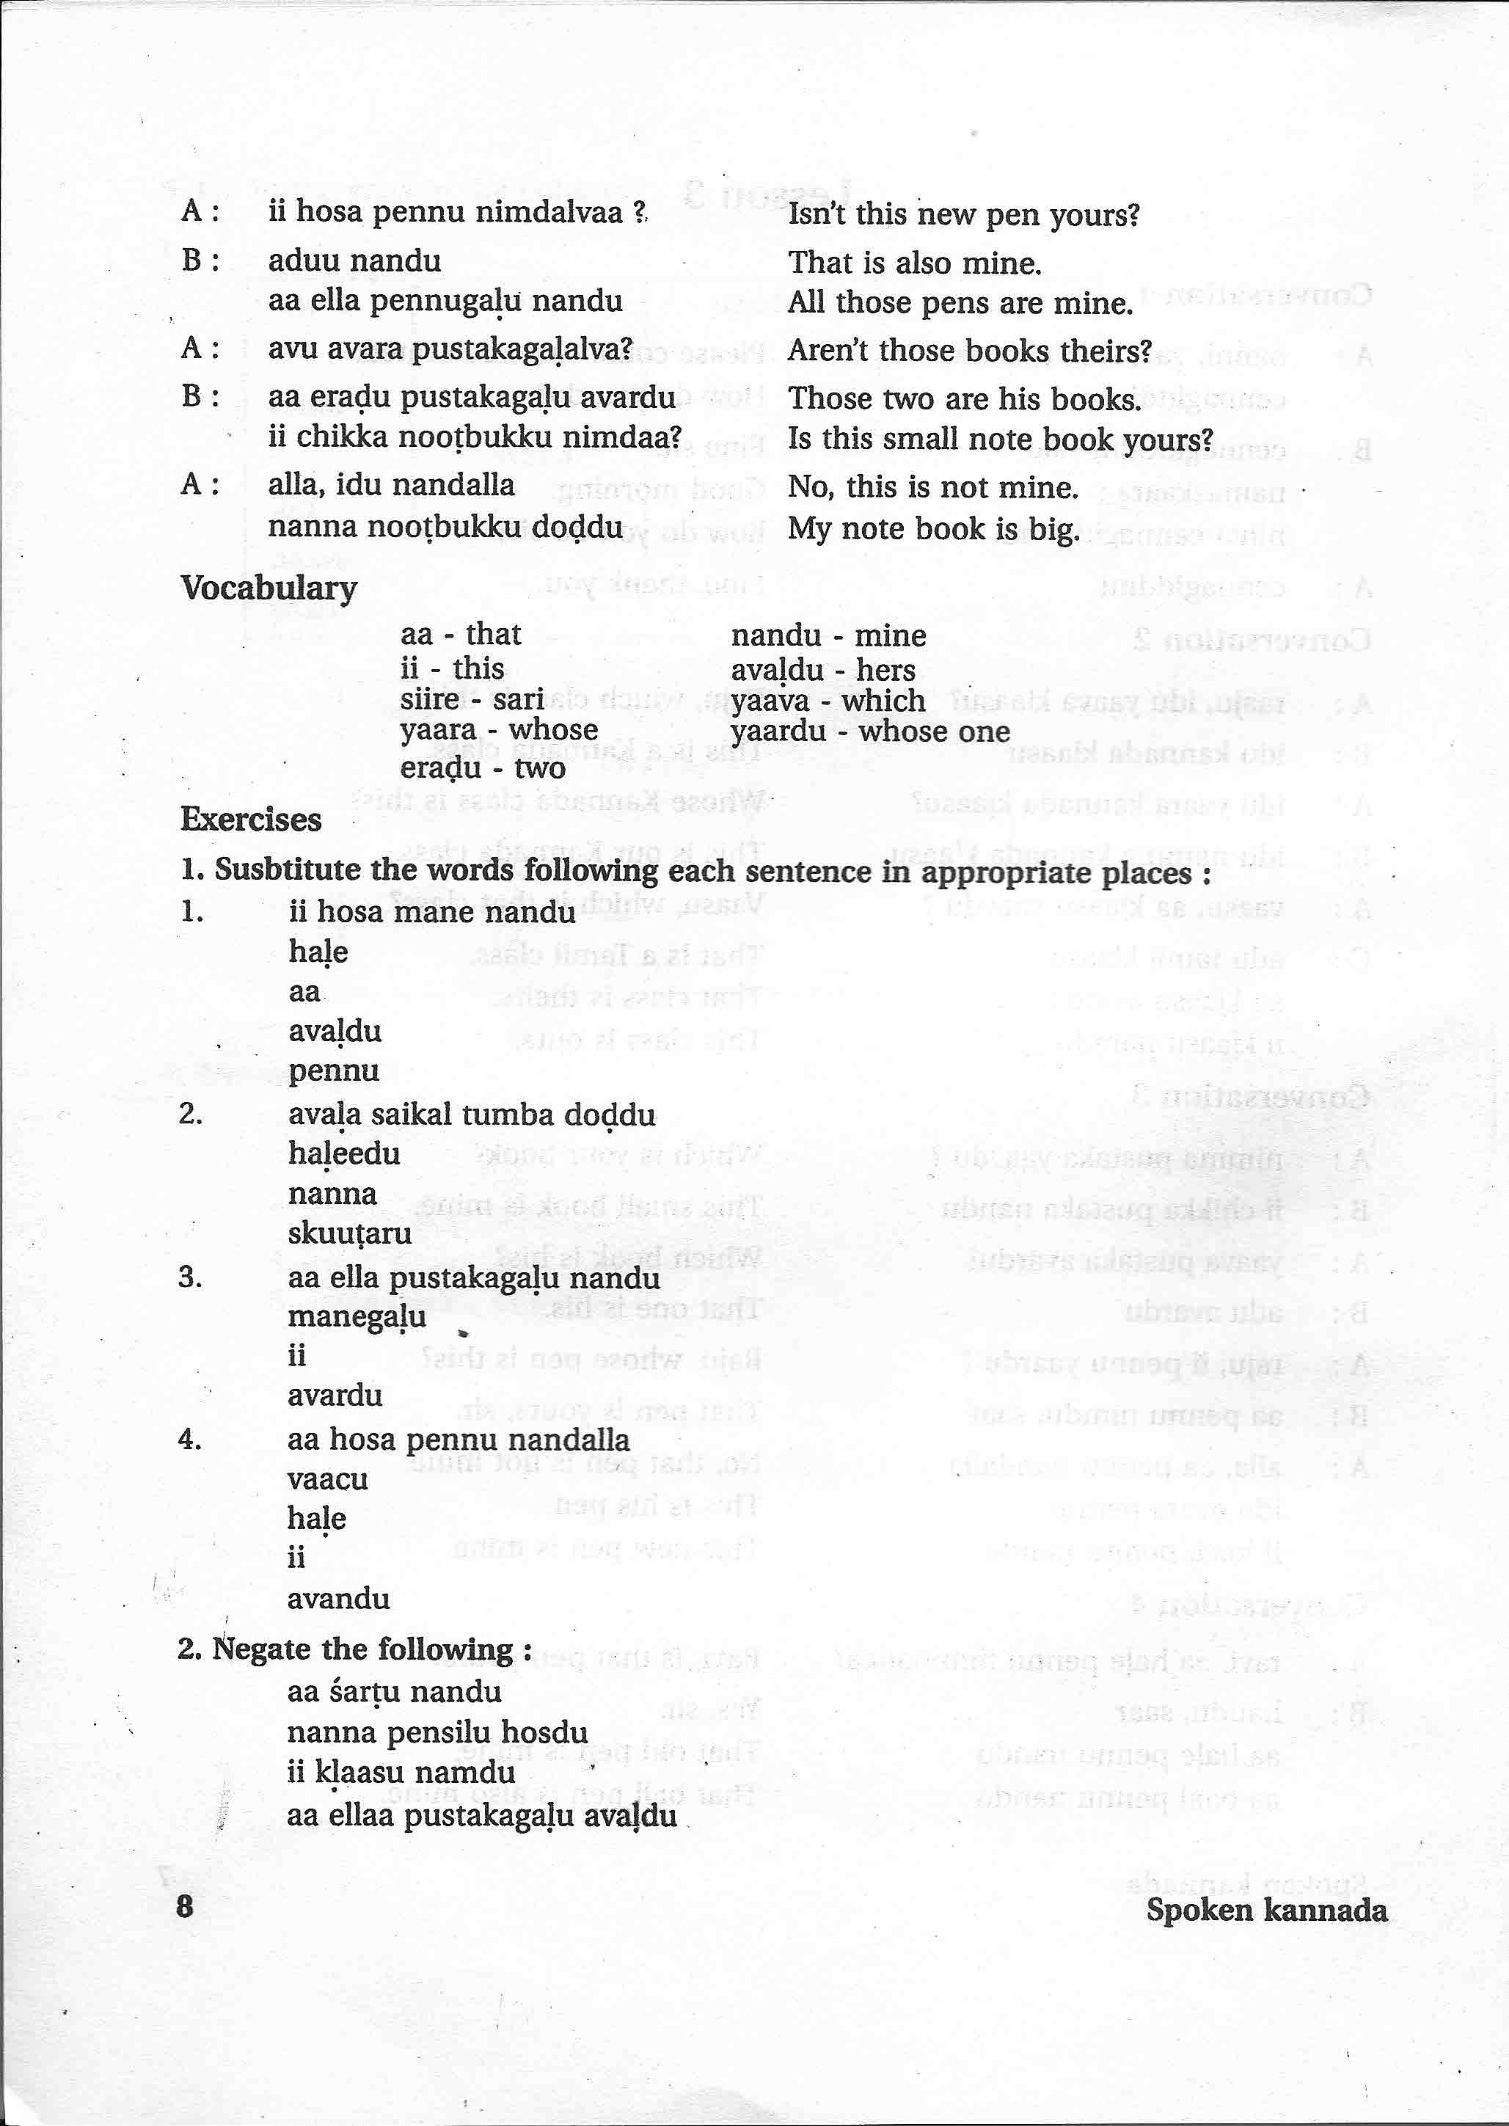 A : ii hosa pennu nimdalvaa ? Isn't this new pen yours?
B : aduu nandu That is also mine.
aa ella pennugaḷu nandu All those pens are mine.
A : avu avara pustakagaḷalva? Aren't those books theirs?
B : aa eraḍu pustakagaḷu avardu Those two are his books.
ii chikka nooṭbukku nimdaa? Is this small note book yours?
A : alla, idu nandalla No, this is not mine.
nanna nooṭbukku doḍdu My note book is big.
Vocabulary
aa - that nandu - mine
ii - this avaḷdu - hers
siire - sari yaava - which
yaara - whose yaardu - whose one
eraḍu - two
Exercises
1. Susbtitute the words following each sentence in appropriate places :
1. ii hosa mane nandu
haḷe
aa
avaḷdu
pennu
2. avaḷa saikal tumba doḍdu
haḷeedu
nanna
skuuṭaru
3. aa ella pustakagaḷu nandu
manegaḷu
ii
avardu
4. aa hosa pennu nandalla
vaacu
haḷe
ii
avandu
2. Negate the following :
aa śarṭu nandu
nanna pensilu hosdu
ii kḷaasu namdu
aa ellaa pustakagaḷu avaḷdu
8 Spoken kannada